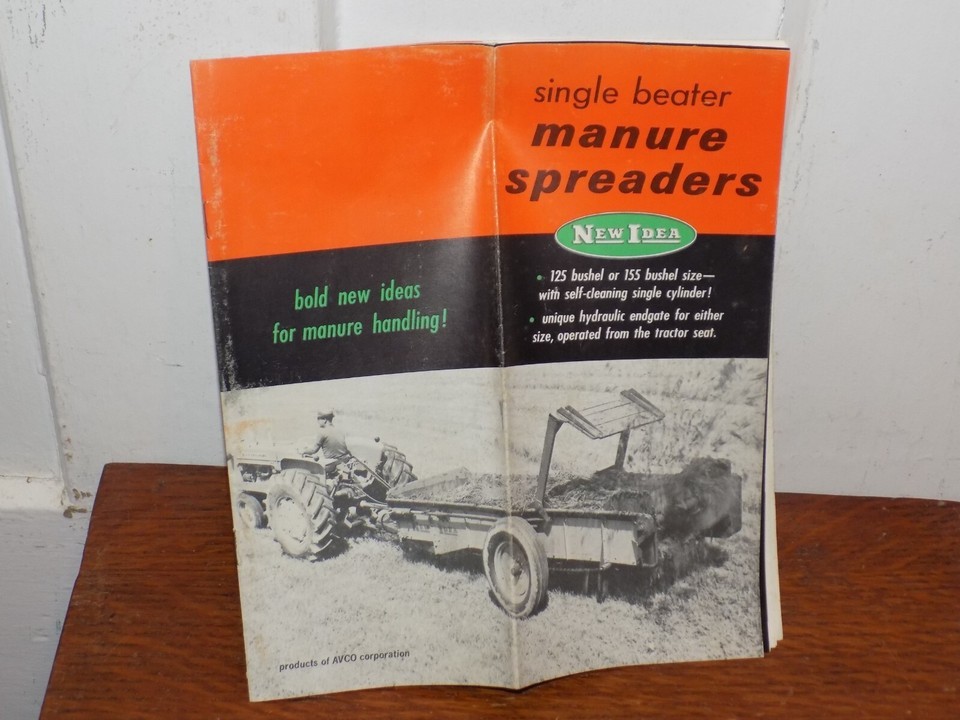 single beater
manure
spreaders
NEW IDEA
• 125 bushel or 155 bushel size—
with self-cleaning single cylinder!
• unique hydraulic endgate for either
size, operated from the tractor seat.
bold new ideas
for manure handling!
products of AVCO corporation